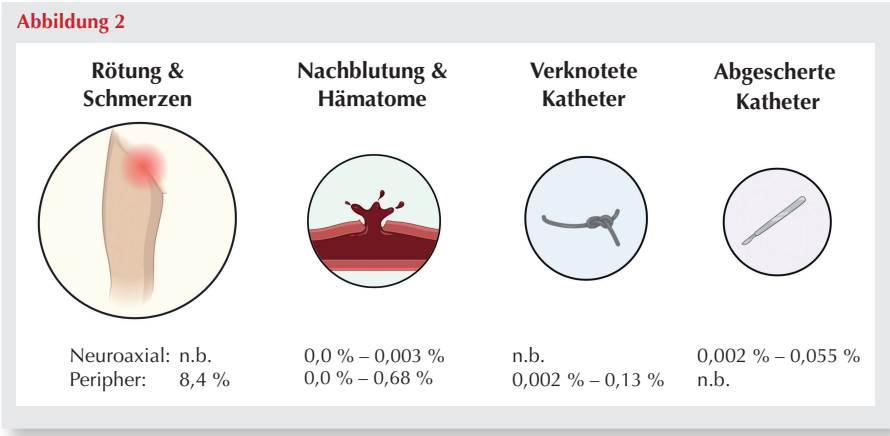 Abbildung 2
Rötung &
Schmerzen
Nachblutung &
Hämatome
Verknotete
Katheter
Abgescherte
Katheter
Neuroaxial: n.b.
0,0 % – 0,003 %
n.b.
0,002 % – 0,055 %
Peripher: 8,4 %
0,0 % – 0,68 %
0,002 % – 0,13 %
n.b.